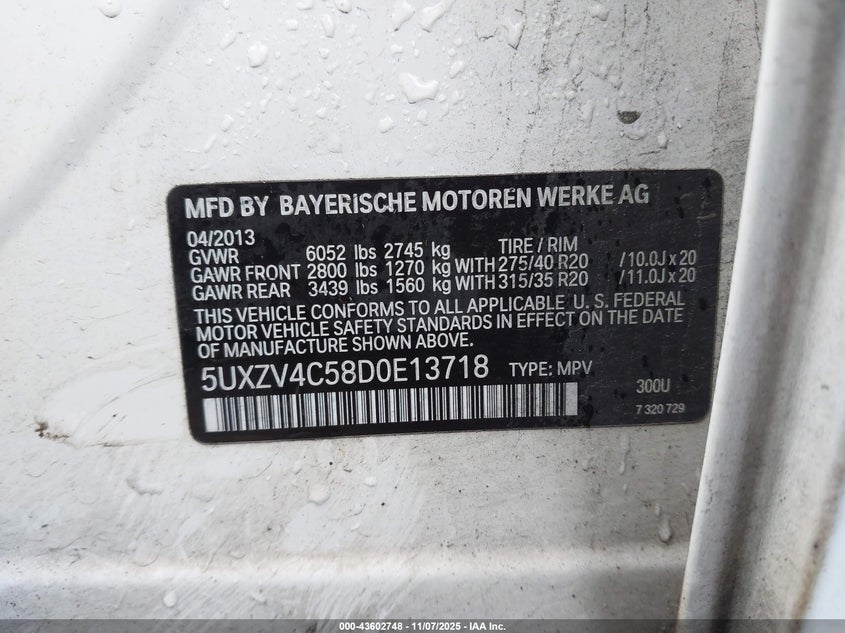 MFD BY BAYERISCHE MOTOREN WERKE AG
04/2013
GVWR 6052 lbs 2745 kg TIRE / RIM
GAWR FRONT 2800 lbs 1270 kg WITH 275/40 R20 /10.0J x 20
GAWR REAR 3439 lbs 1560 kg WITH 315/35 R20 /11.0J x 20
THIS VEHICLE CONFORMS TO ALL APPLICABLE U.S. FEDERAL
MOTOR VEHICLE SAFETY STANDARDS IN EFFECT ON THE DATE
OF MANUFACTURE SHOWN ABOVE.
5UXZV4C58D0E13718 TYPE: MPV
300U
7 320 729
000-43602748 - 11/07/2025 - IAA Inc.